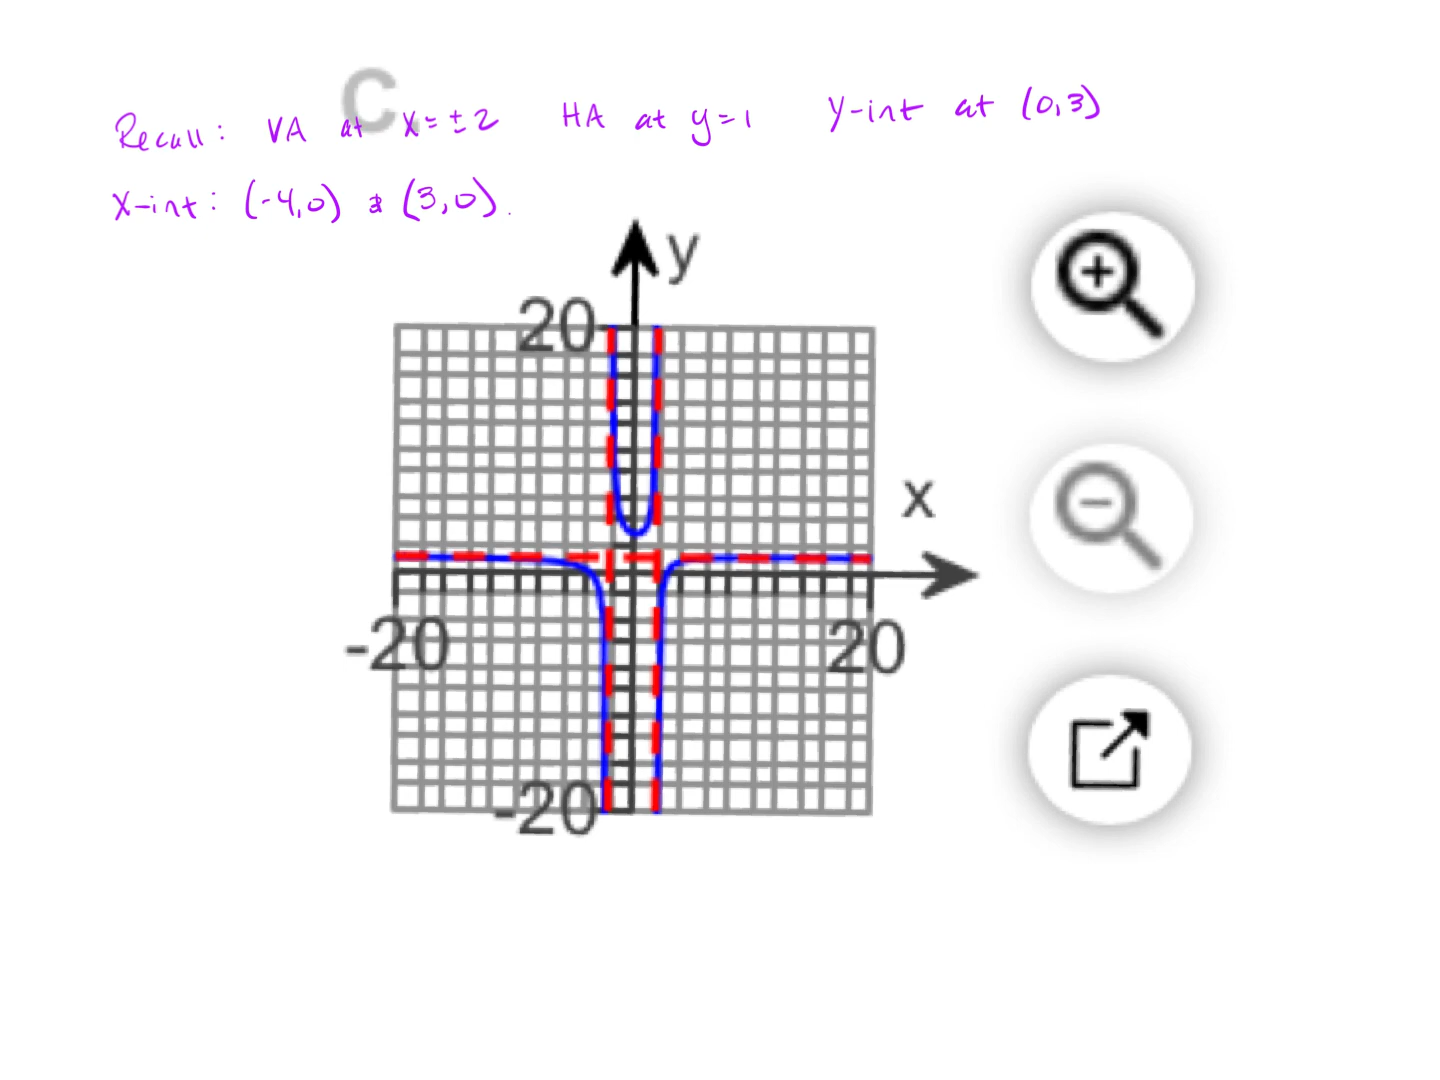 C.
Recall: VA at x=±2 HA at y=1 y-int at (0,3)
x-int: (-4,0) & (3,0).
y
20
x
-20 20
-20